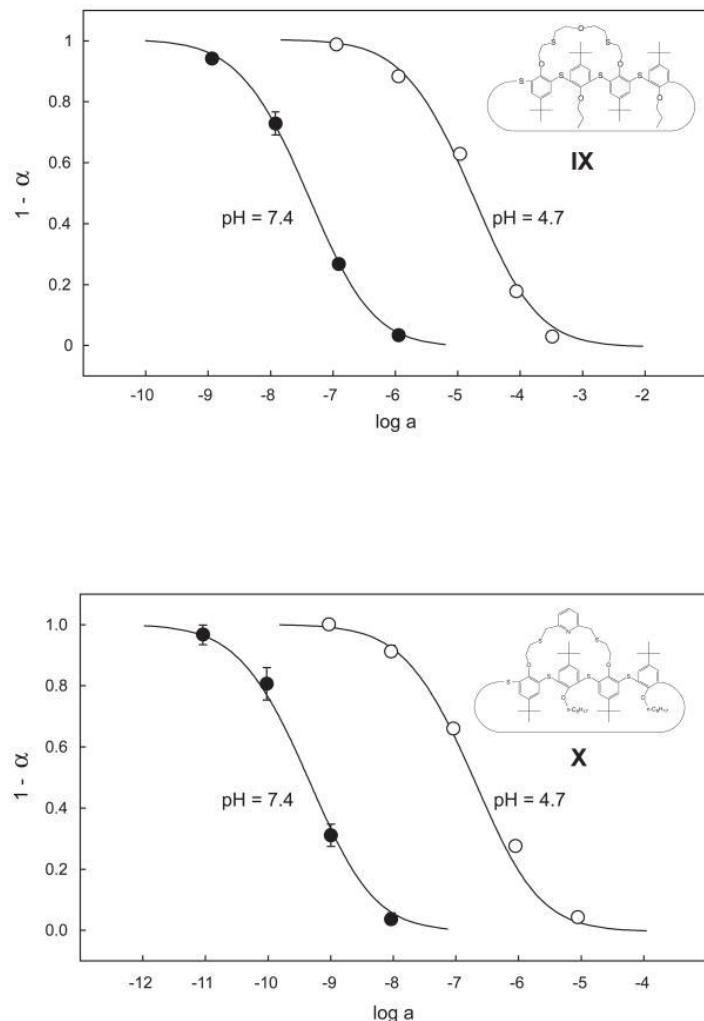 1
0.8
0.6
0.4
0.2
0
1 - α
pH = 7.4
pH = 4.7
S O S
O O
S S S S
O O
IX
-10 -9 -8 -7 -6 -5 -4 -3 -2
log a
1.0
0.8
0.6
0.4
0.2
0.0
1 - α
pH = 7.4
pH = 4.7
S N S
O O
S S S S
O O
n-C8H17 n-C8H17
X
-12 -11 -10 -9 -8 -7 -6 -5 -4
log a